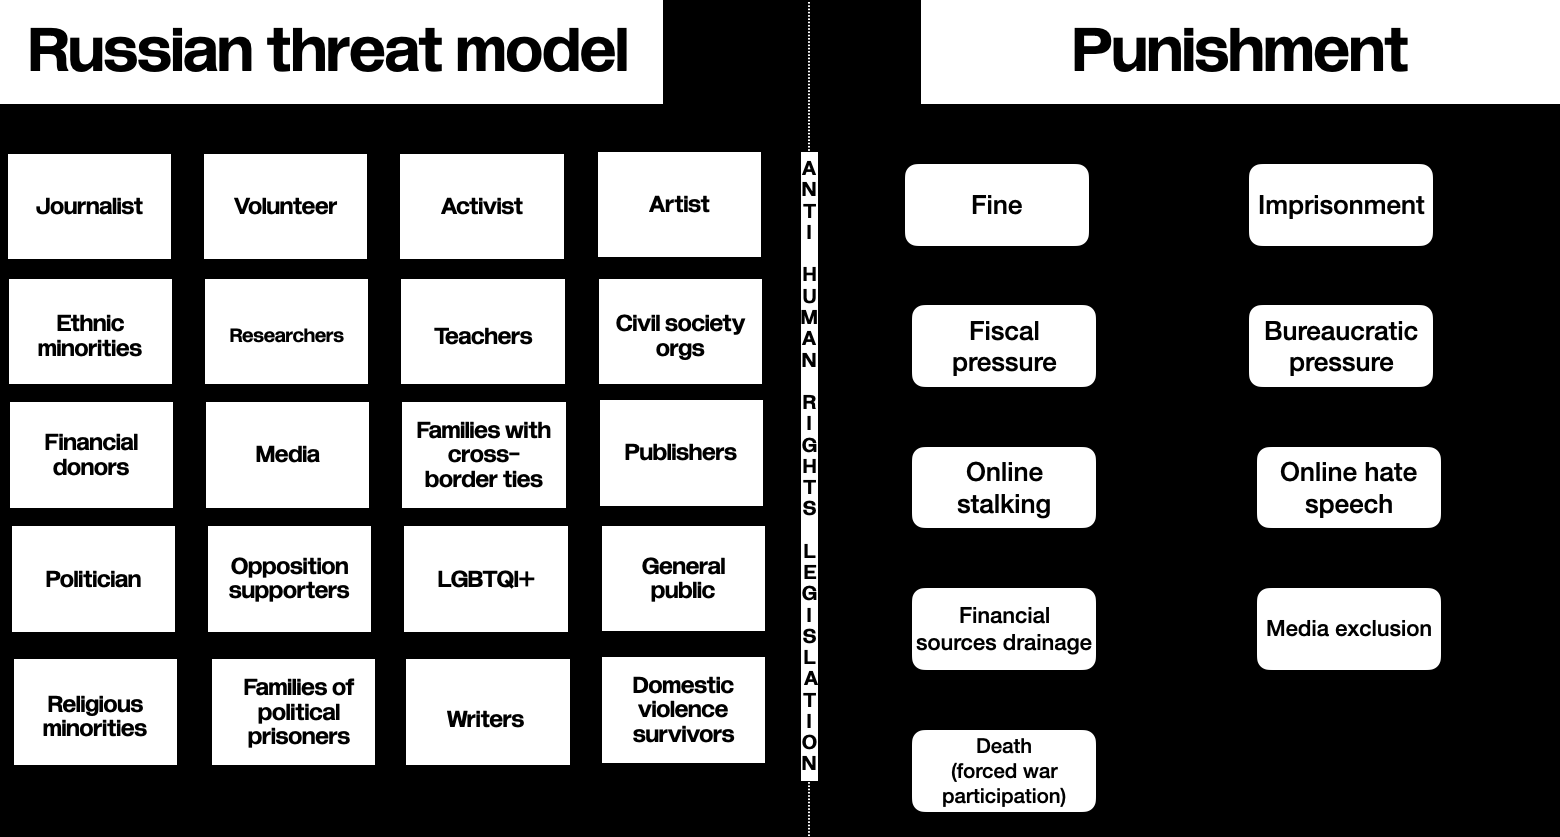 Russian threat model
Punishment
Journalist
Volunteer
Activist
Artist
Ethnic
minorities
Researchers
Teachers
Civil society
orgs
Financial
donors
Media
Families with
cross-
border ties
Publishers
Politician
Opposition
supporters
LGBTQI+
General
public
Religious
minorities
Families of
political
prisoners
Writers
Domestic
violence
survivors
ANTI HUMAN RIGHTS LEGISLATION
Fine
Imprisonment
Fiscal
pressure
Bureaucratic
pressure
Online
stalking
Online hate
speech
Financial
sources drainage
Media exclusion
Death
(forced war
participation)